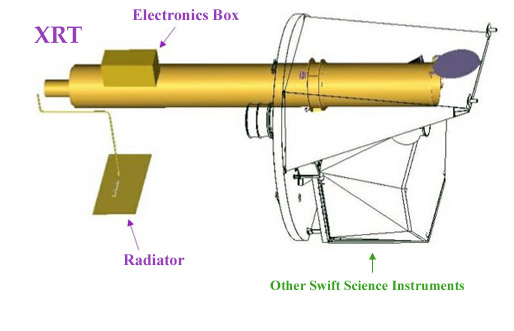 Electronics Box
XRT
Radiator
Other Swift Science Instruments